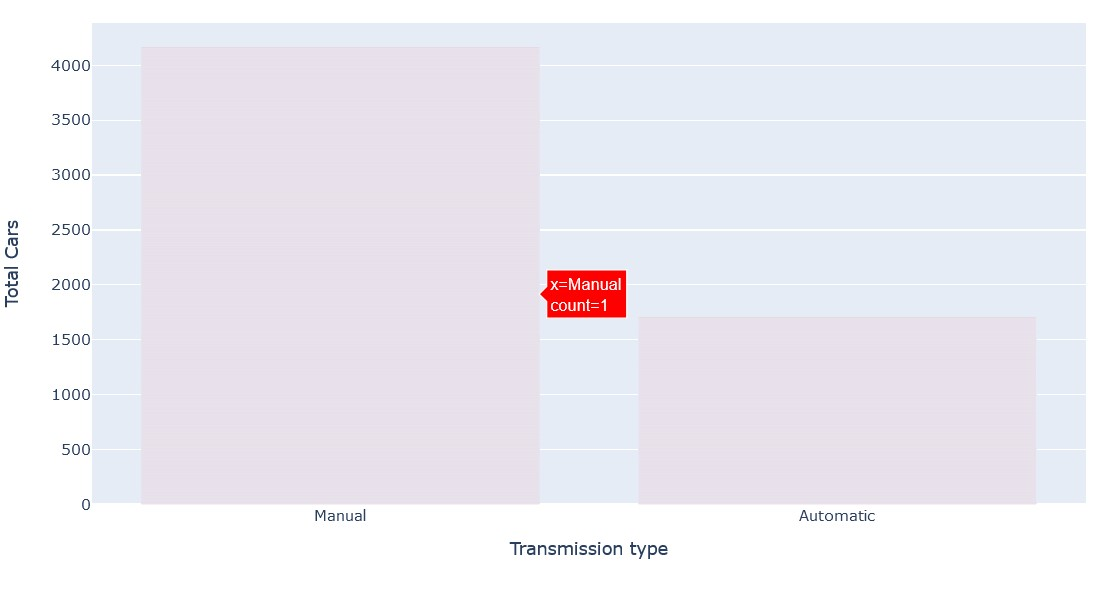 Total Cars
4000
3500
3000
2500
2000
1500
1000
500
0
x=Manual
count=1
Manual
Automatic
Transmission type